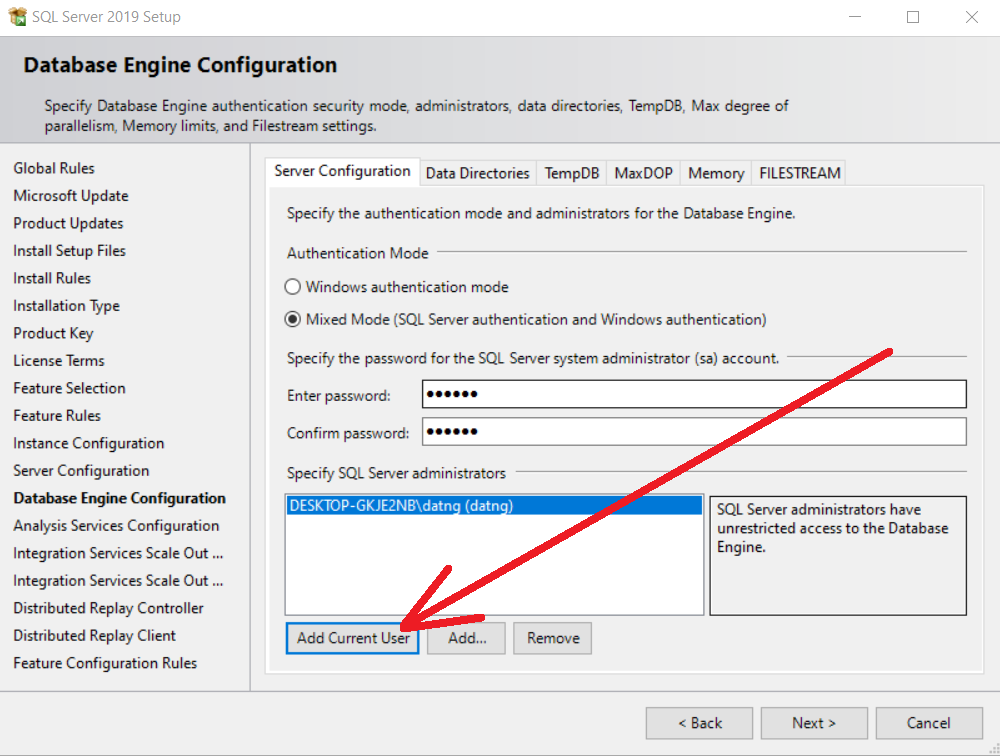 SQL Server 2019 Setup
Database Engine Configuration
Specify Database Engine authentication security mode, administrators, data directories, TempDB, Max degree of
parallelism, Memory limits, and Filestream settings.
Global Rules
Microsoft Update
Product Updates
Install Setup Files
Install Rules
Installation Type
Product Key
License Terms
Feature Selection
Feature Rules
Instance Configuration
Server Configuration
Database Engine Configuration
Analysis Services Configuration
Integration Services Scale Out ...
Integration Services Scale Out ...
Distributed Replay Controller
Distributed Replay Client
Feature Configuration Rules
Server Configuration Data Directories TempDB MaxDOP Memory FILESTREAM
Specify the authentication mode and administrators for the Database Engine.
Authentication Mode
Windows authentication mode
Mixed Mode (SQL Server authentication and Windows authentication)
Specify the password for the SQL Server system administrator (sa) account.
Enter password: ●●●●●●
Confirm password: ●●●●●●
Specify SQL Server administrators
DESKTOP-GKJE2NB\datng (datng)
SQL Server administrators have
unrestricted access to the Database
Engine.
Add Current User Add... Remove
< Back Next > Cancel